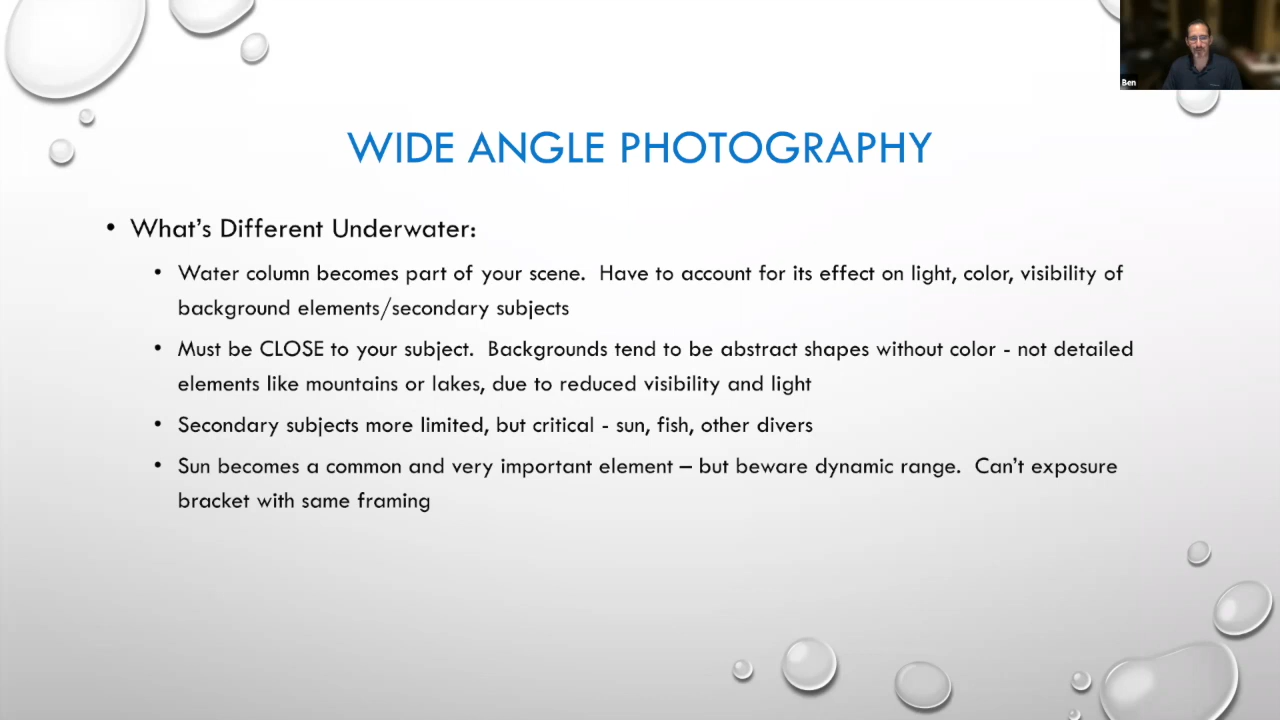 Ben
WIDE ANGLE PHOTOGRAPHY
• What's Different Underwater:
• Water column becomes part of your scene.  Have to account for its effect on light, color, visibility of
background elements/secondary subjects
• Must be CLOSE to your subject.  Backgrounds tend to be abstract shapes without color - not detailed
elements like mountains or lakes, due to reduced visibility and light
• Secondary subjects more limited, but critical - sun, fish, other divers
• Sun becomes a common and very important element – but beware dynamic range.  Can't exposure
bracket with same framing